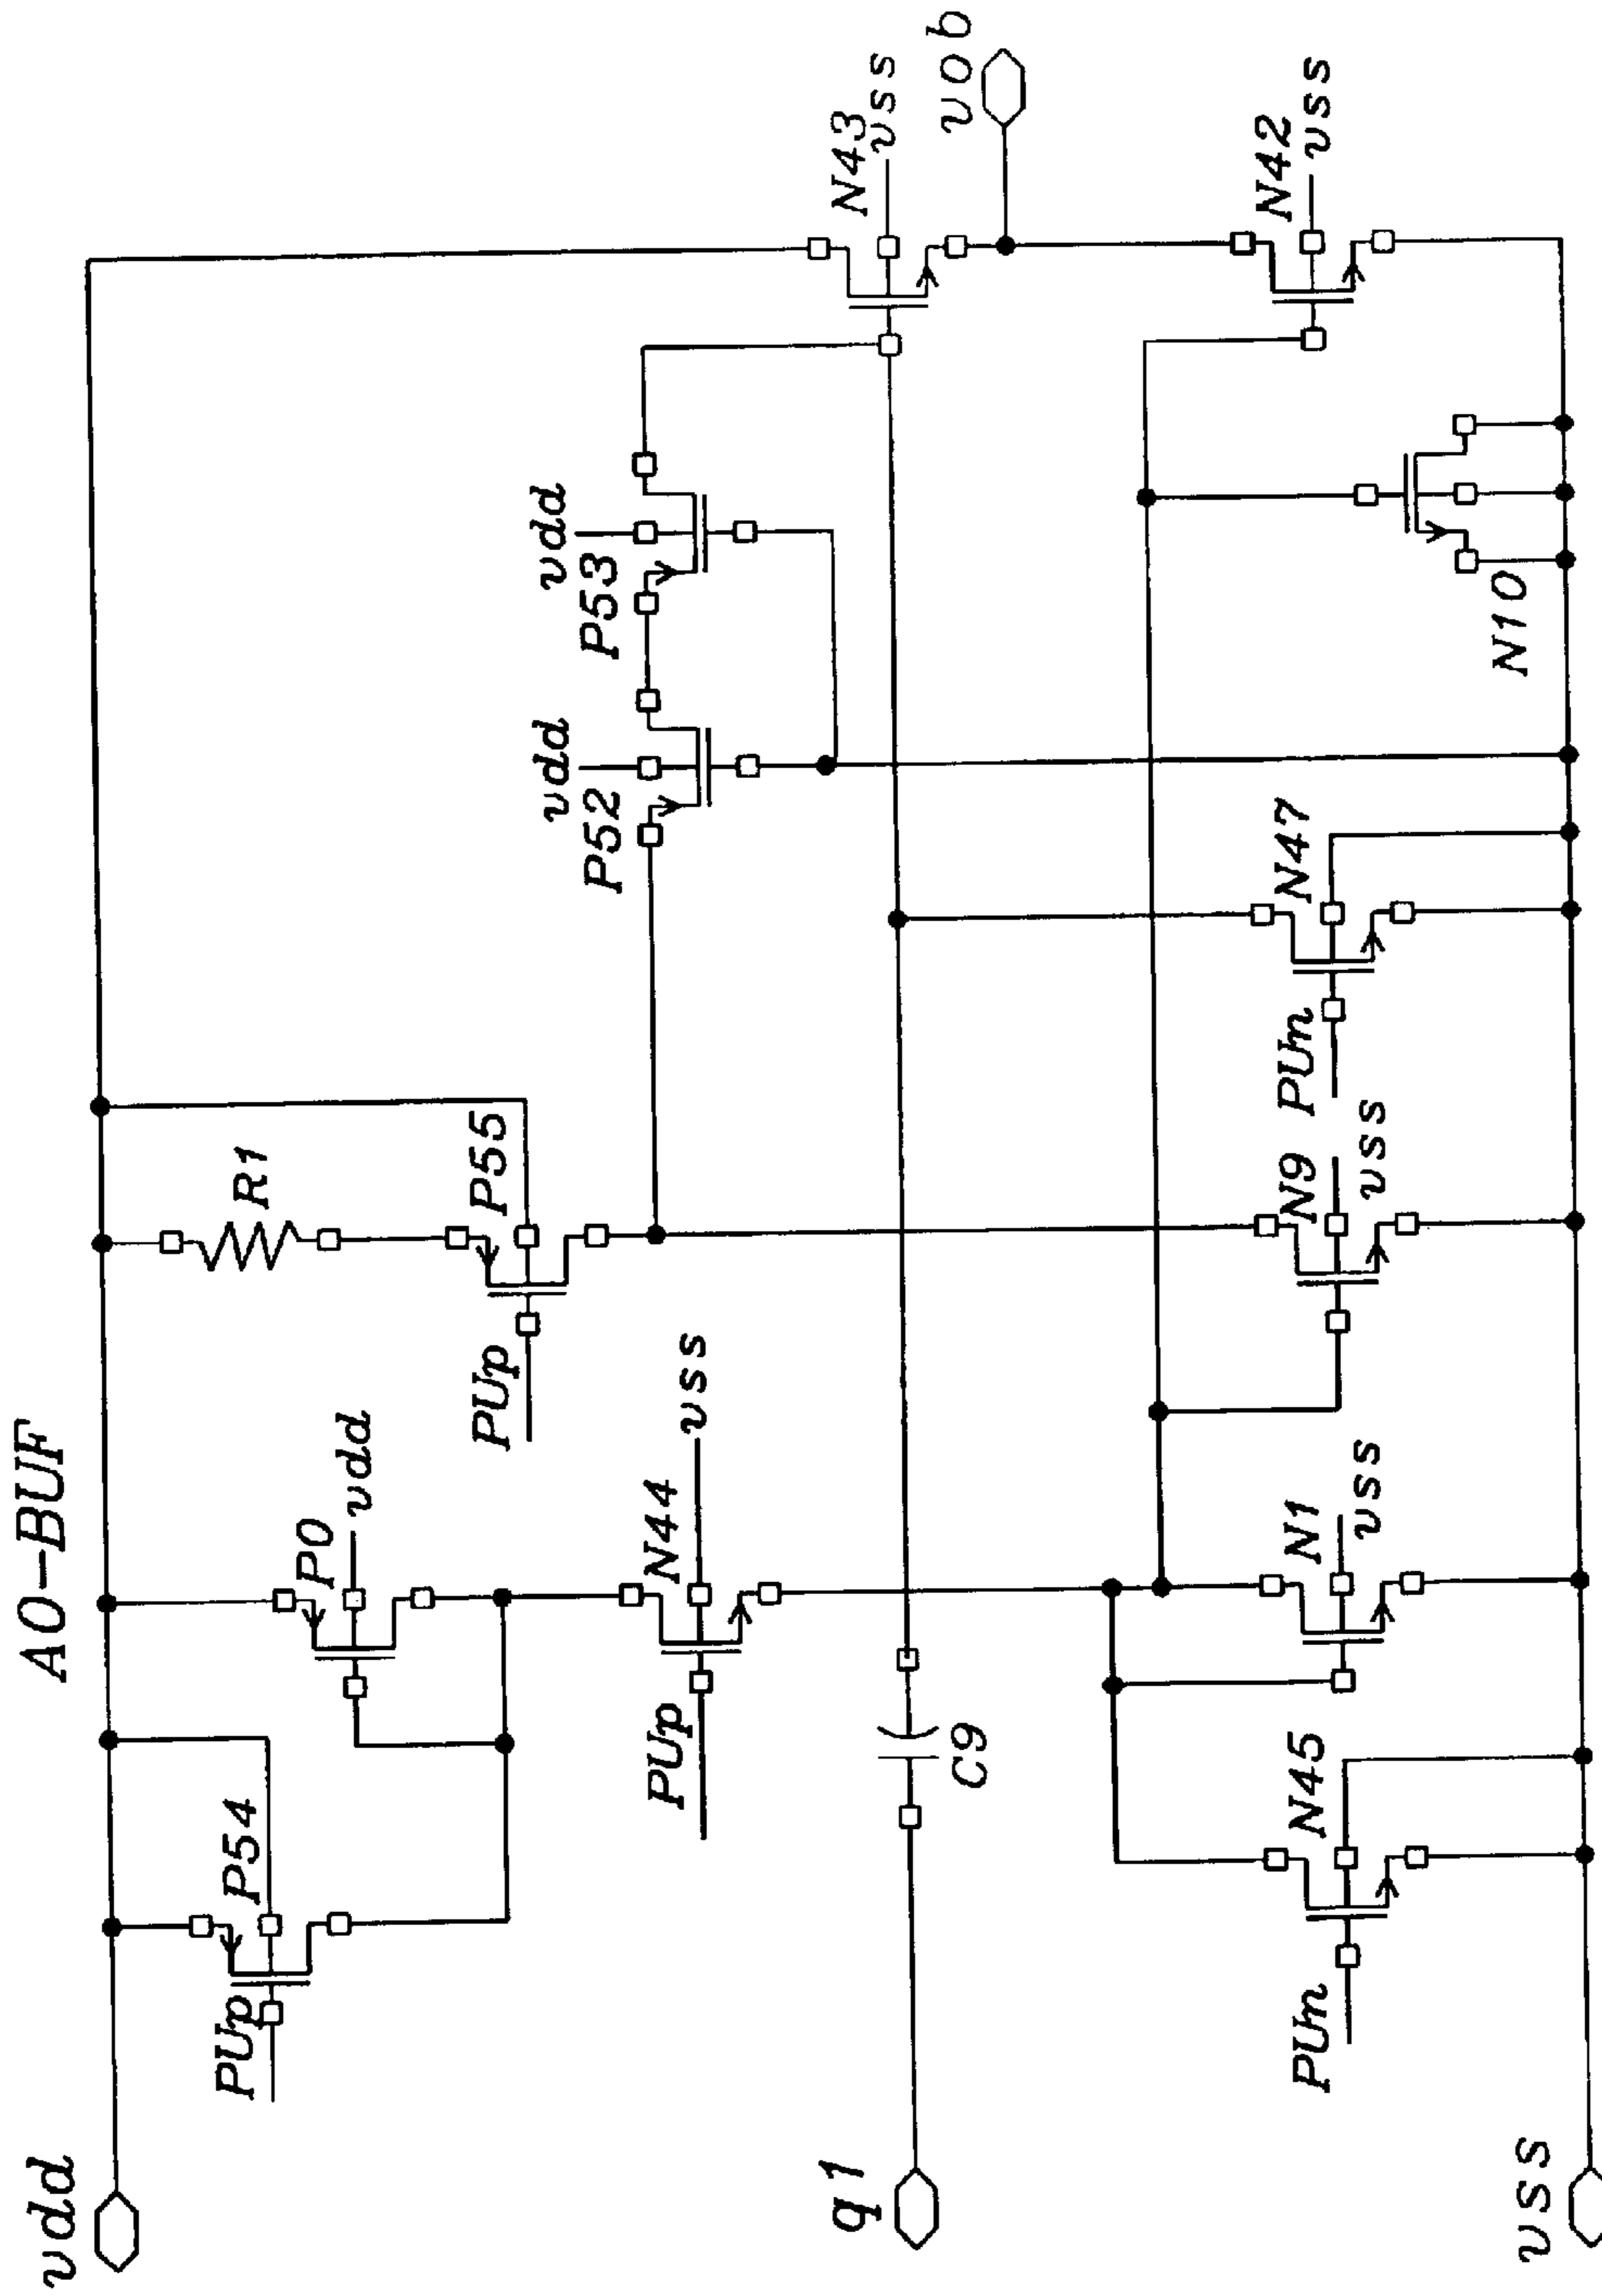 AO-BUF
vdd
PUp
P54
P0
vdd
PUp
N44
vss
PUp
P55
R1
vdd
P52
vdd
P53
N43
vss
vob
q1
C9
PUm
N45
N1
vss
N9
vss
PUm
N47
N10
N42
vss
vss